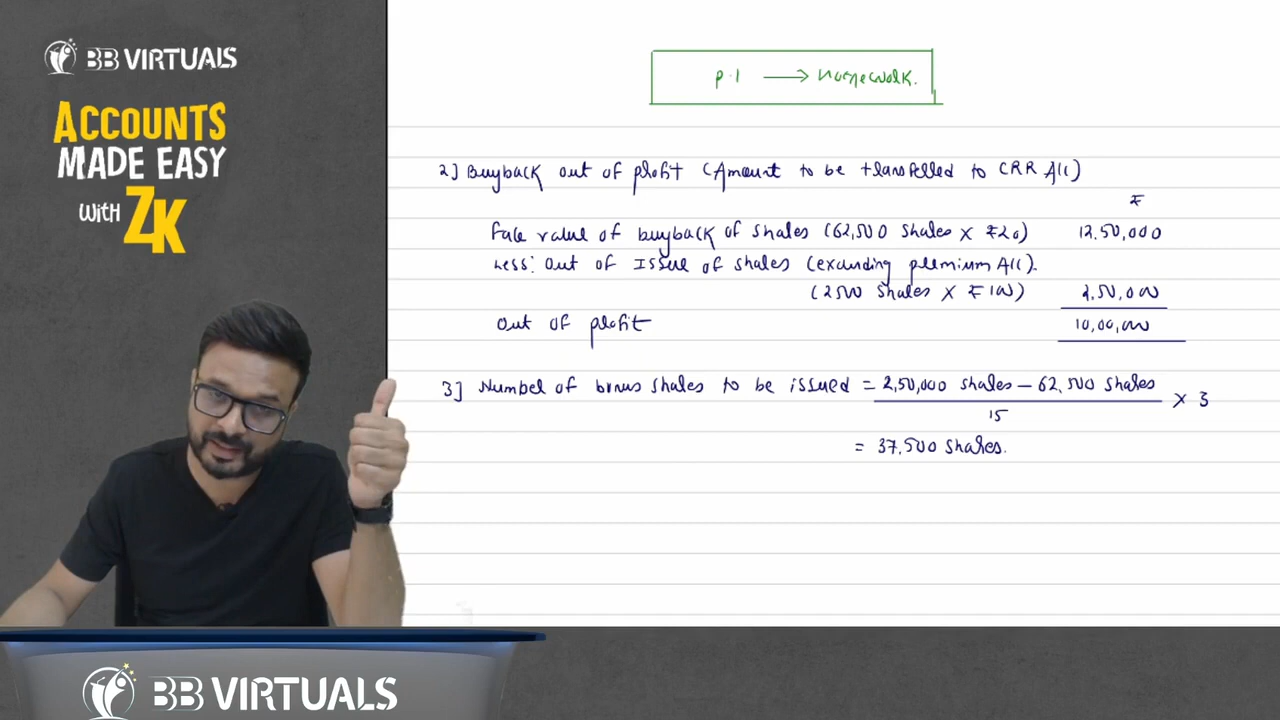 BB VIRTUALS
ACCOUNTS
MADE EASY
WITH ZK
P.1 → Homework.
2] Buyback out of profit (Amount to be transferred to CRR A/c)
₹
Face value of buyback of shares (62,500 shares × ₹20) 12,50,000
Less: Out of Issue of shares (excluding premium A/c).
(2500 shares × ₹100) 2,50,000
Out of profit 10,00,000
3] Number of bonus shares to be issued = 2,50,000 shares – 62,500 shares
15 × 3
= 37,500 shares.
BB VIRTUALS